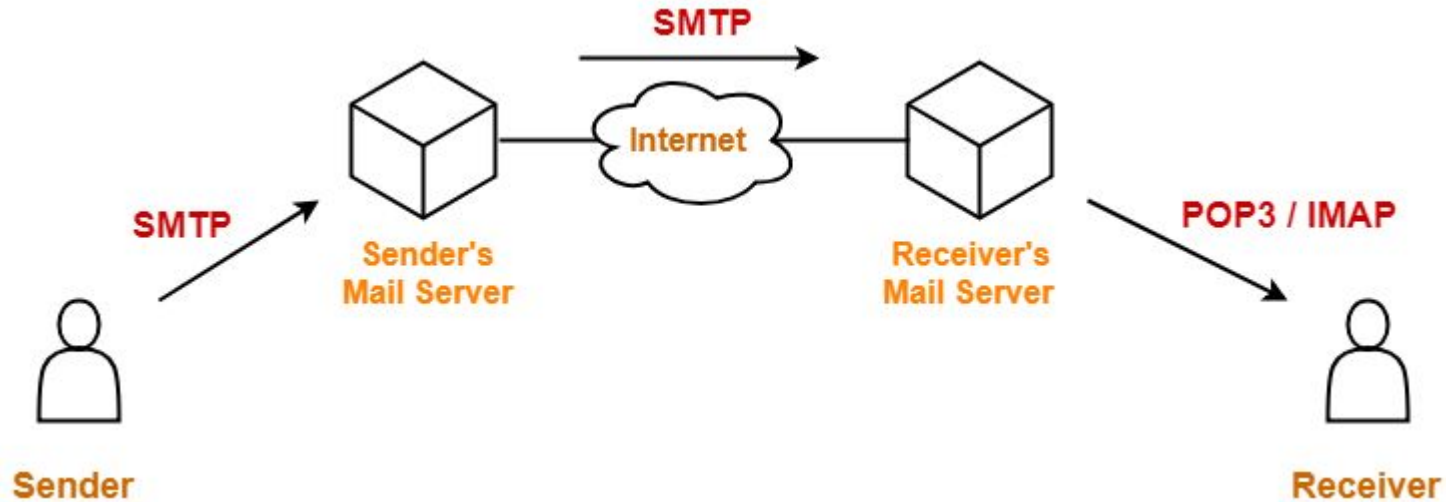 SMTP
Internet
SMTP
POP3 / IMAP
Sender's
Mail Server
Receiver's
Mail Server
Sender
Receiver